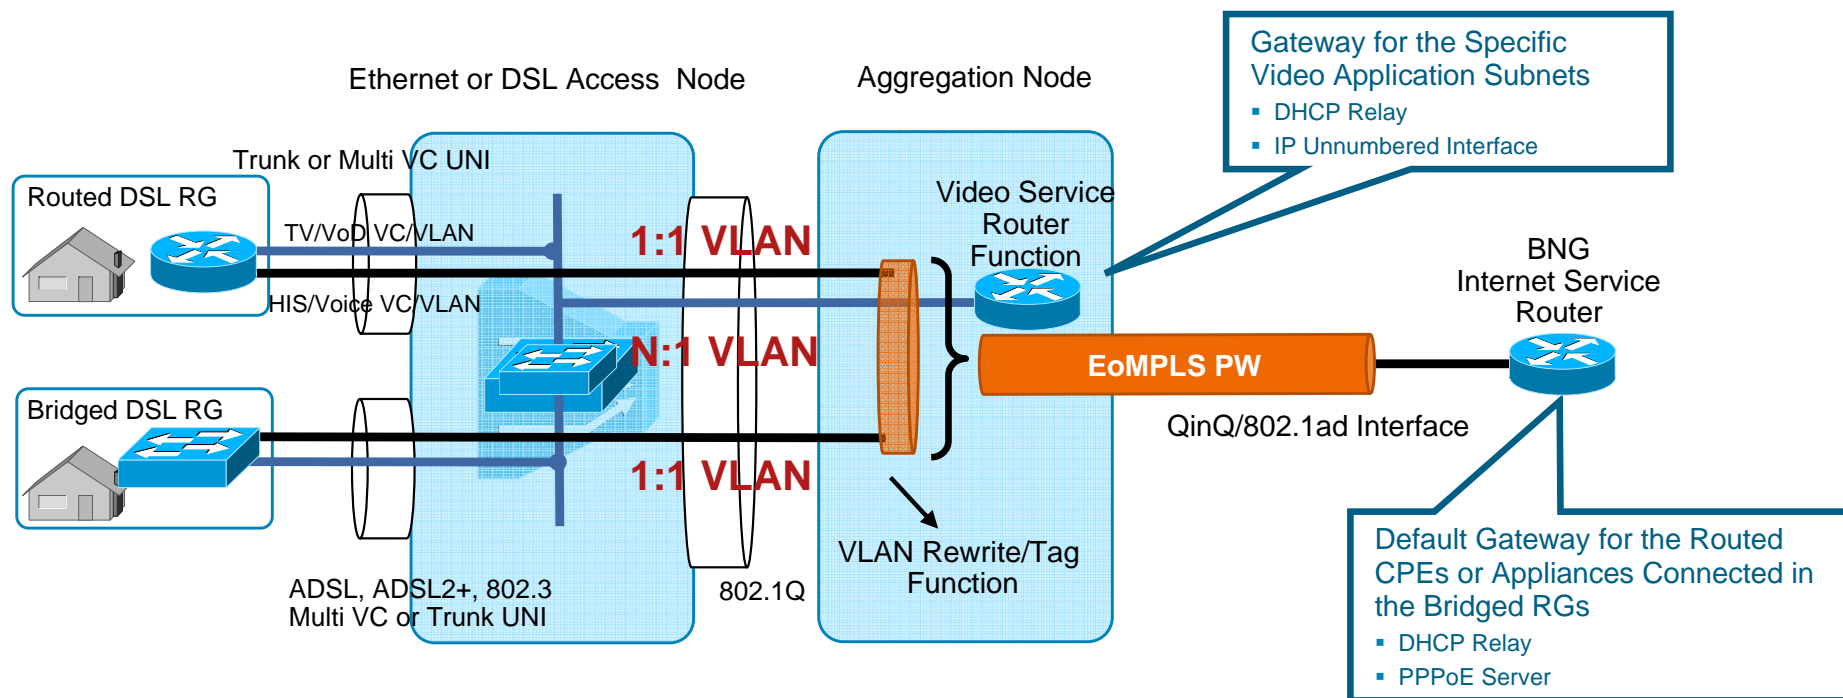 Gateway for the Specific
Video Application Subnets
▪ DHCP Relay
▪ IP Unnumbered Interface
Ethernet or DSL Access Node
Aggregation Node
Trunk or Multi VC UNI
Routed DSL RG
TV/VoD VC/VLAN
HIS/Voice VC/VLAN
1:1 VLAN
N:1 VLAN
1:1 VLAN
Video Service
Router
Function
BNG
Internet Service
Router
EoMPLS PW
QinQ/802.1ad Interface
Bridged DSL RG
VLAN Rewrite/Tag
Function
ADSL, ADSL2+, 802.3
Multi VC or Trunk UNI
802.1Q
Default Gateway for the Routed
CPEs or Appliances Connected in
the Bridged RGs
▪ DHCP Relay
▪ PPPoE Server